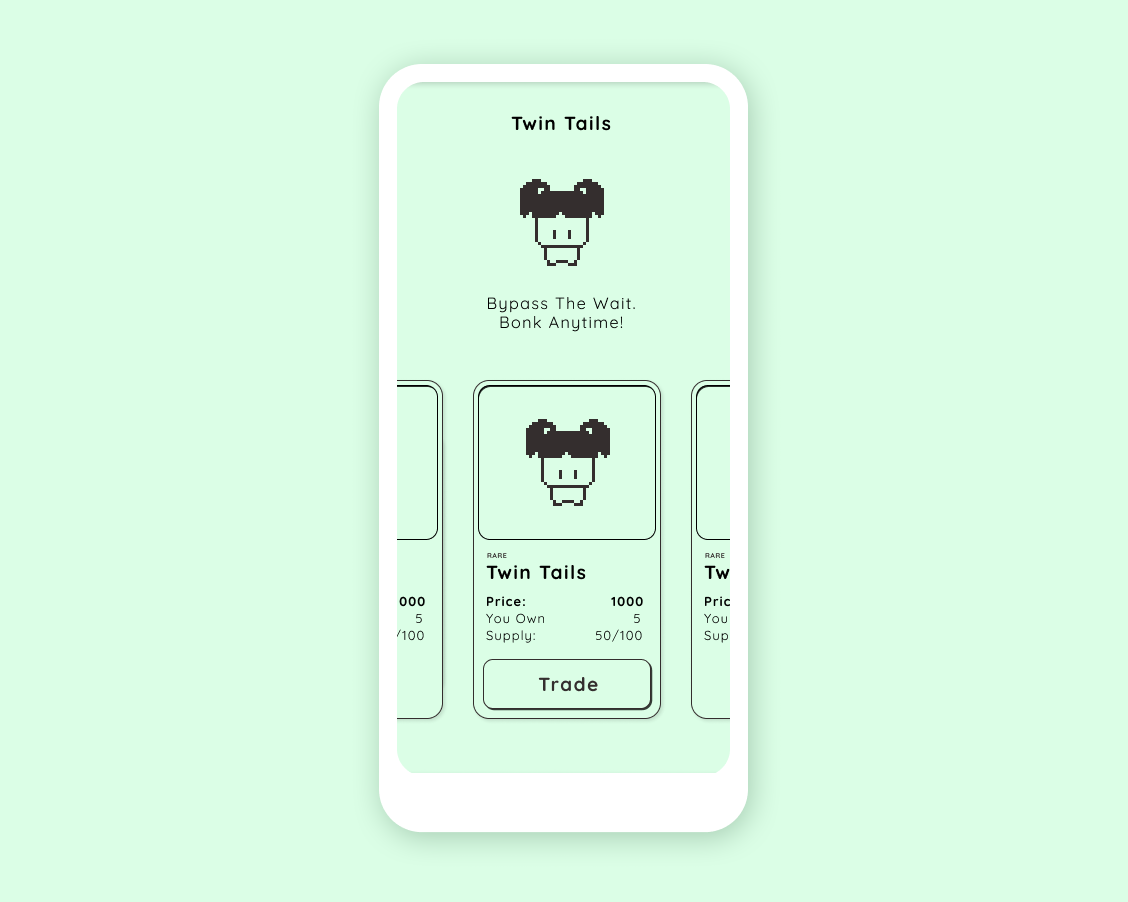 Twin Tails
Bypass The Wait.
Bonk Anytime!
RARE
Twin Tails
Price: 1000
You Own 5
Supply: 50/100
Trade
000
5
/100
RARE
Tw
Pric
You
Sup